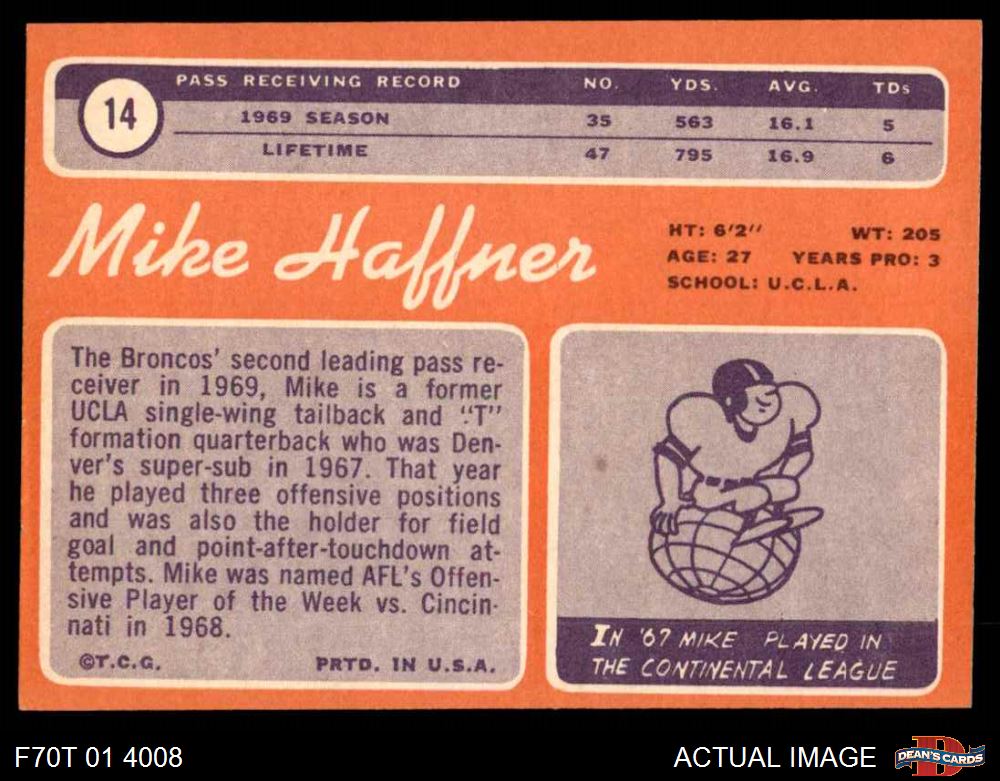 14
PASS RECEIVING RECORD NO. YDS. AVG. TDs
1969 SEASON 35 563 16.1 5
LIFETIME 47 795 16.9 6
Mike Haffner
HT: 6'2" WT: 205
AGE: 27 YEARS PRO: 3
SCHOOL: U.C.L.A.
The Broncos' second leading pass re-
ceiver in 1969, Mike is a former
UCLA single-wing tailback and "T"
formation quarterback who was Den-
ver's super-sub in 1967. That year
he played three offensive positions
and was also the holder for field
goal and point-after-touchdown at-
tempts. Mike was named AFL's Offen-
sive Player of the Week vs. Cincin-
nati in 1968.
©T.C.G. PRTD. IN U.S.A.
IN '67 MIKE PLAYED IN
THE CONTINENTAL LEAGUE
F70T 01 4008
ACTUAL IMAGE
D
DEAN'S CARDS